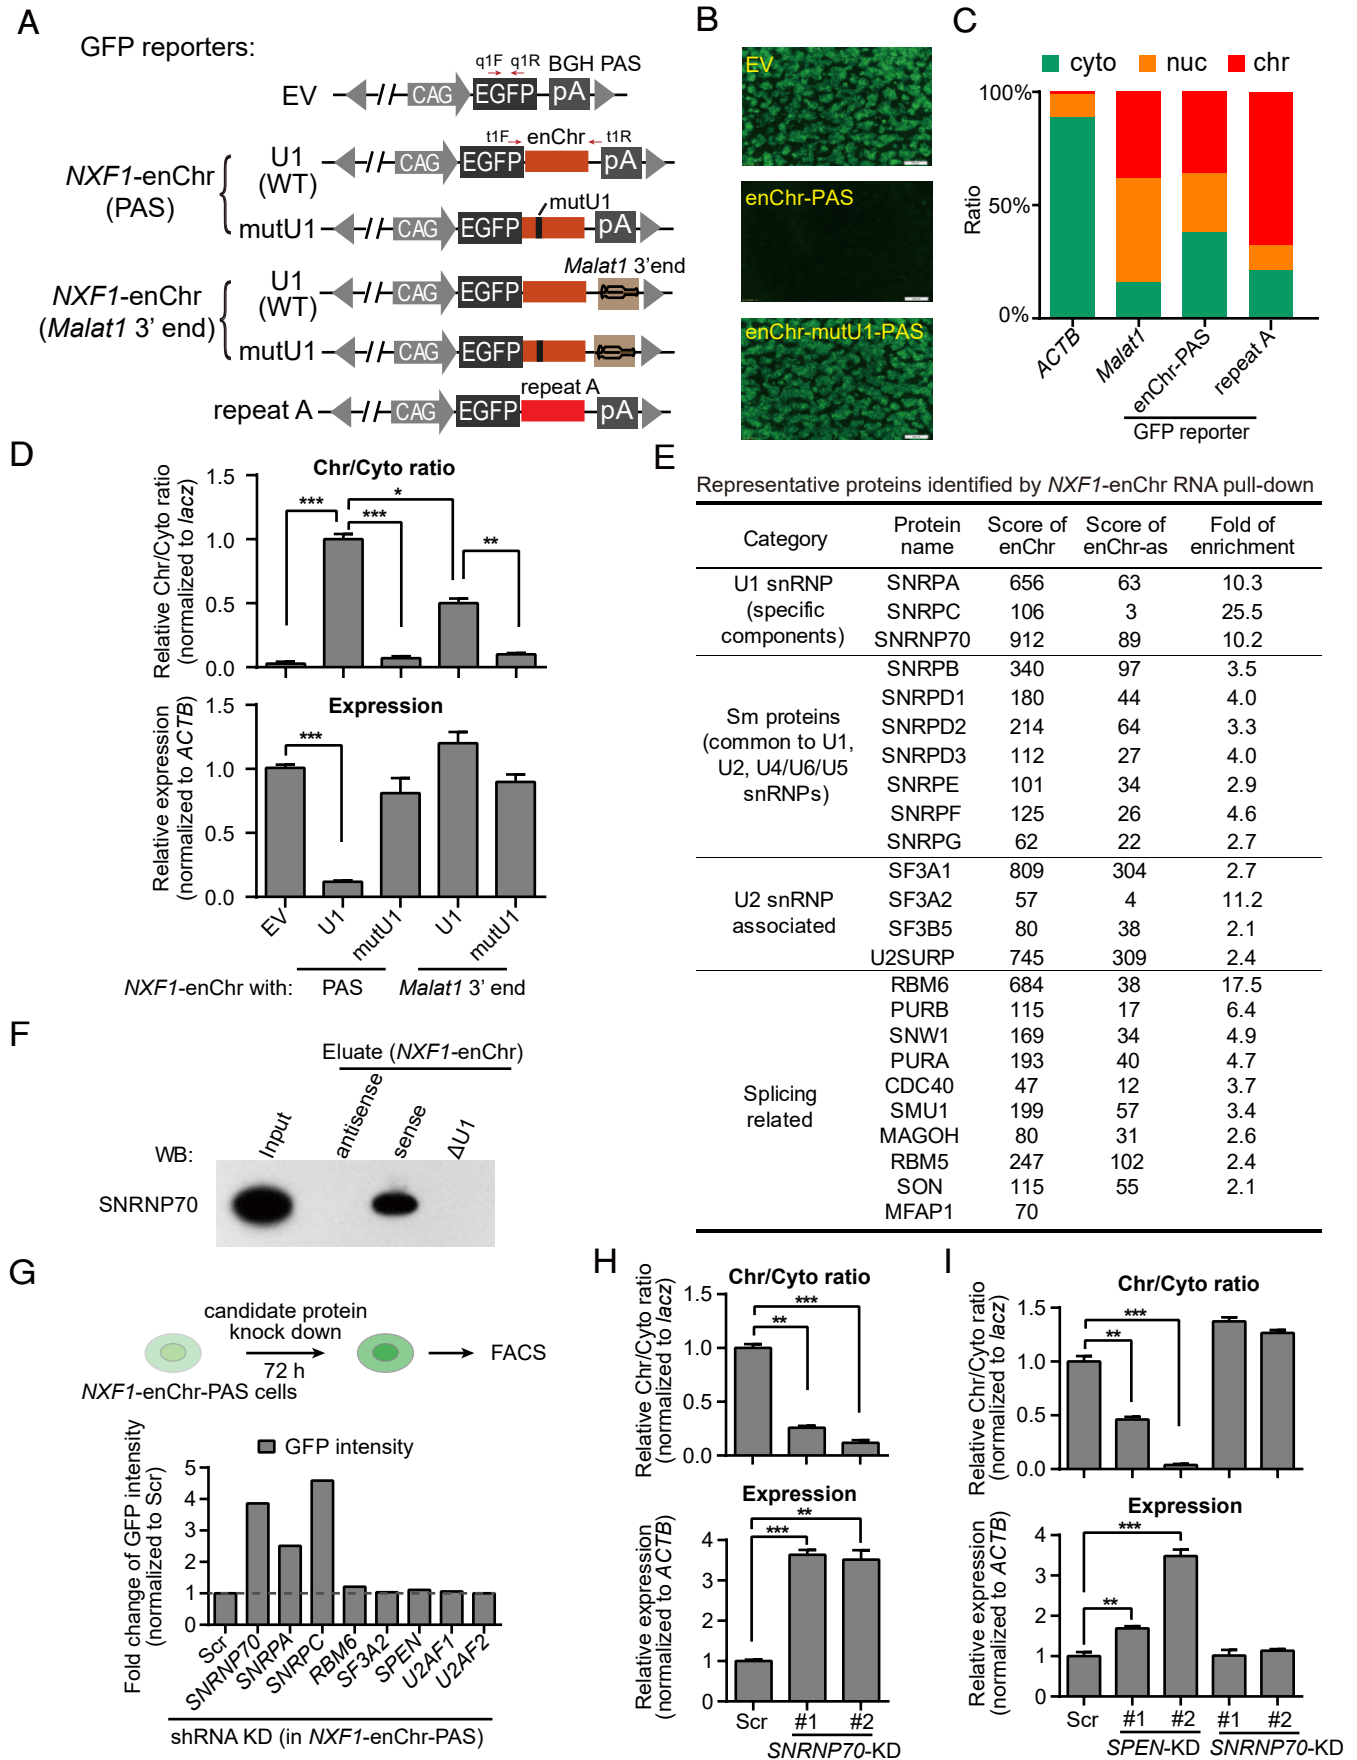 A
GFP reporters:
q1F q1R BGH PAS
EV CAG EGFP pA
NXF1-enChr (PAS)
t1F enChr t1R
U1 (WT) CAG EGFP pA
mutU1
mutU1 CAG EGFP pA
NXF1-enChr (Malat1 3' end)
Malat1 3'end
U1 (WT) CAG EGFP
mutU1 CAG EGFP
repeat A
repeat A CAG EGFP pA
B
EV
enChr-PAS
enChr-mutU1-PAS
C
cyto nuc chr
Ratio
100%
50%
0%
ACTB Malat1 enChr-PAS repeat A
GFP reporter
D
Chr/Cyto ratio
Relative Chr/Cyto ratio
(normalized to lacz)
1.5
1.0
0.5
0.0
*** * *** **
Expression
Relative expression
(normalized to ACTB)
1.5
1.0
0.5
0.0
***
EV U1 mutU1 U1 mutU1
NXF1-enChr with: PAS Malat1 3' end
E
Representative proteins identified by NXF1-enChr RNA pull-down
Category Protein name Score of enChr Score of enChr-as Fold of enrichment
U1 snRNP (specific components)
SNRPA 656 63 10.3
SNRPC 106 3 25.5
SNRNP70 912 89 10.2
Sm proteins (common to U1, U2, U4/U6/U5 snRNPs)
SNRPB 340 97 3.5
SNRPD1 180 44 4.0
SNRPD2 214 64 3.3
SNRPD3 112 27 4.0
SNRPE 101 34 2.9
SNRPF 125 26 4.6
SNRPG 62 22 2.7
U2 snRNP associated
SF3A1 809 304 2.7
SF3A2 57 4 11.2
SF3B5 80 38 2.1
U2SURP 745 309 2.4
Splicing related
RBM6 684 38 17.5
PURB 115 17 6.4
SNW1 169 34 4.9
PURA 193 40 4.7
CDC40 47 12 3.7
SMU1 199 57 3.4
MAGOH 80 31 2.6
RBM5 247 102 2.4
SON 115 55 2.1
MFAP1 70
F
Eluate (NXF1-enChr)
Input antisense sense ΔU1
WB:
SNRNP70
G
candidate protein
knock down
72 h
FACS
NXF1-enChr-PAS cells
GFP intensity
Fold change of GFP intensity
(normalized to Scr)
5
4
3
2
1
0
Scr SNRNP70 SNRPA SNRPC RBM6 SF3A2 SPEN U2AF1 U2AF2
shRNA KD (in NXF1-enChr-PAS)
H
Chr/Cyto ratio
Relative Chr/Cyto ratio
(normalized to lacz)
1.5
1.0
0.5
0.0
*** **
Expression
Relative expression
(normalized to ACTB)
4
3
2
1
0
** ***
Scr #1 #2
SNRNP70-KD
I
Chr/Cyto ratio
Relative Chr/Cyto ratio
(normalized to lacz)
1.5
1.0
0.5
0.0
*** **
Expression
Relative expression
(normalized to ACTB)
4
3
2
1
0
*** **
Scr #1 #2 #1 #2
SPEN-KD SNRNP70-KD